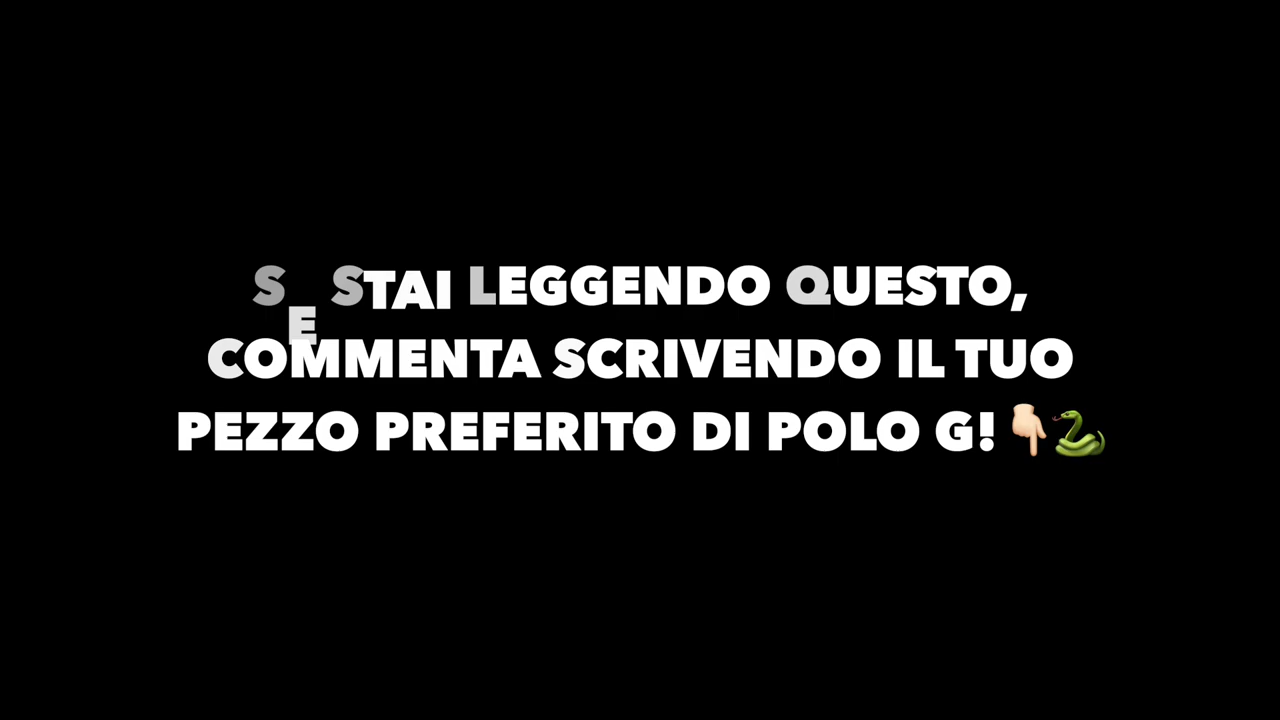 SE STAI LEGGENDO QUESTO,
COMMENTA SCRIVENDO IL TUO
PEZZO PREFERITO DI POLO G! 👇🏻🐍